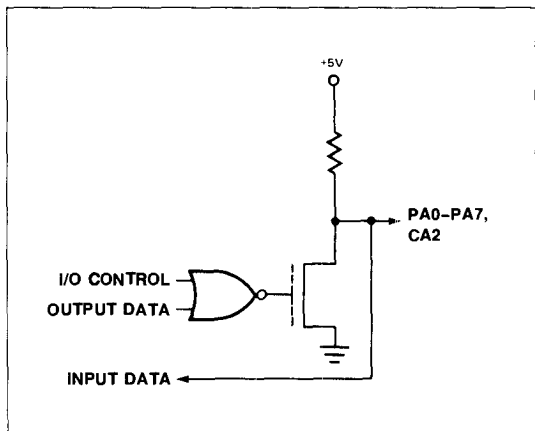 +5V
PA0–PA7,
CA2
I/O CONTROL
OUTPUT DATA
INPUT DATA